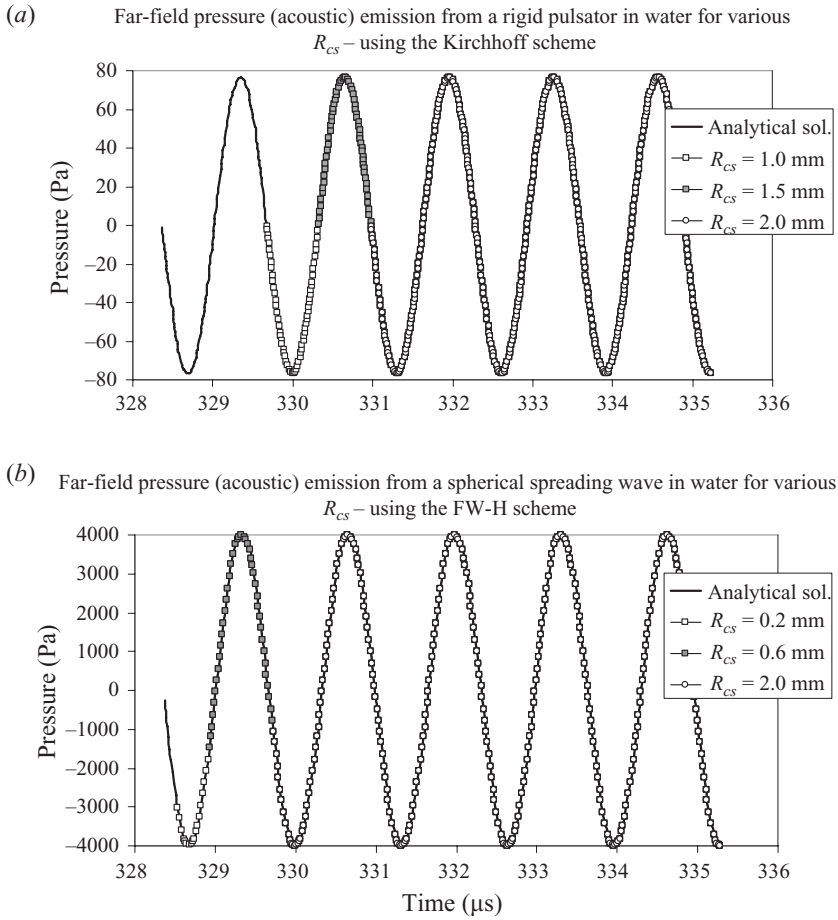 (a)
Far-field pressure (acoustic) emission from a rigid pulsator in water for various
R_cs – using the Kirchhoff scheme
80
60
40
20
0
–20
–40
–60
–80
Pressure (Pa)
328 329 330 331 332 333 334 335 336
Analytical sol.
R_cs = 1.0 mm
R_cs = 1.5 mm
R_cs = 2.0 mm
(b)
Far-field pressure (acoustic) emission from a spherical spreading wave in water for various
R_cs – using the FW-H scheme
4000
3000
2000
1000
0
–1000
–2000
–3000
–4000
Pressure (Pa)
328 329 330 331 332 333 334 335 336
Time (μs)
Analytical sol.
R_cs = 0.2 mm
R_cs = 0.6 mm
R_cs = 2.0 mm